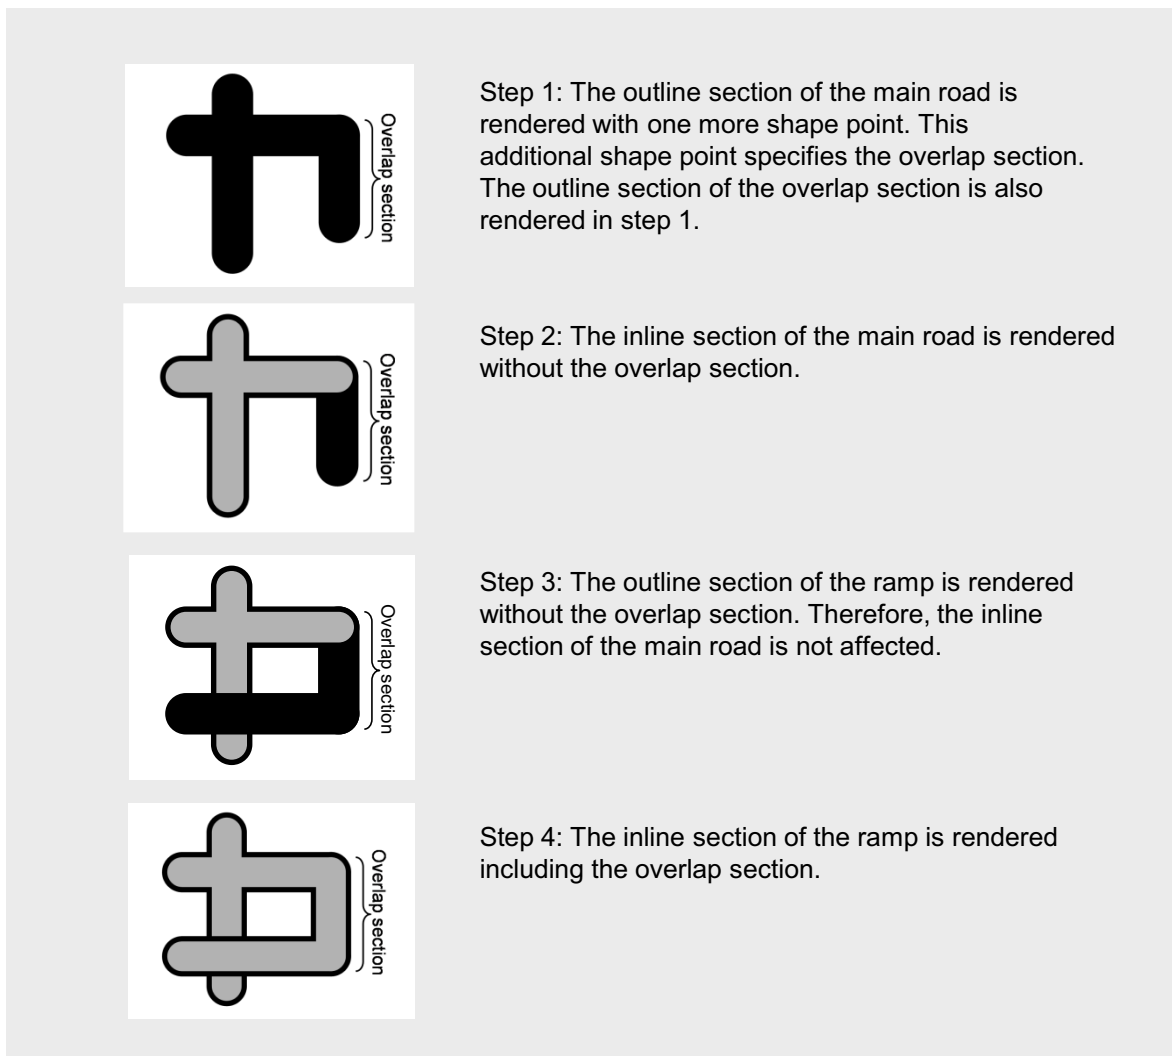 Overlap section
Step 1: The outline section of the main road is
rendered with one more shape point. This
additional shape point specifies the overlap section.
The outline section of the overlap section is also
rendered in step 1.
Overlap section
Step 2: The inline section of the main road is rendered
without the overlap section.
Overlap section
Step 3: The outline section of the ramp is rendered
without the overlap section. Therefore, the inline
section of the main road is not affected.
Overlap section
Step 4: The inline section of the ramp is rendered
including the overlap section.